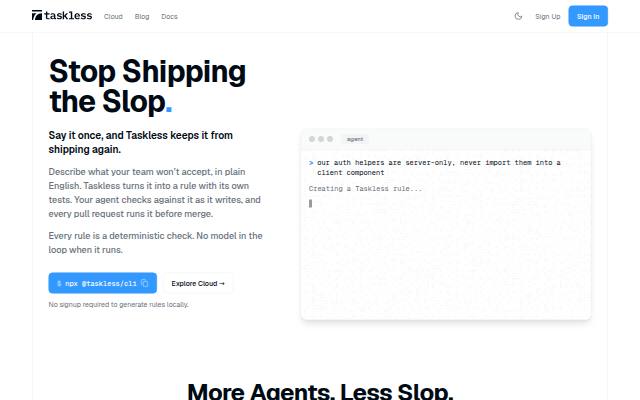 taskless
Cloud
Blog
Docs
Sign Up
Sign In
Stop Shipping
the Slop.
Say it once, and Taskless keeps it from
shipping again.
Describe what your team won't accept, in plain
English. Taskless turns it into a rule with its own
tests. Your agent checks against it as it writes, and
every pull request runs it before merge.
Every rule is a deterministic check. No model in the
loop when it runs.
$ npx @taskless/cli
Explore Cloud →
No signup required to generate rules locally.
agent
> our auth helpers are server-only, never import them into a
client component
Creating a Taskless rule...
More Agents. Less Slop.